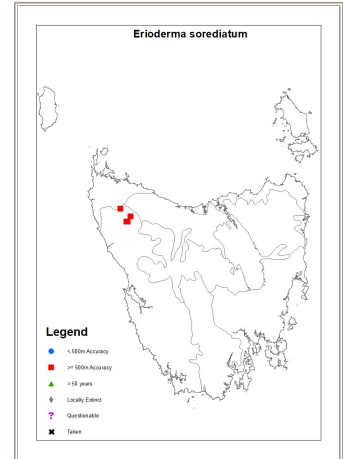 Erioderma sorediatum
Legend
< 500m Accuracy
>= 500m Accuracy
> 50 years
Locally Extinct
Questionable
Taken